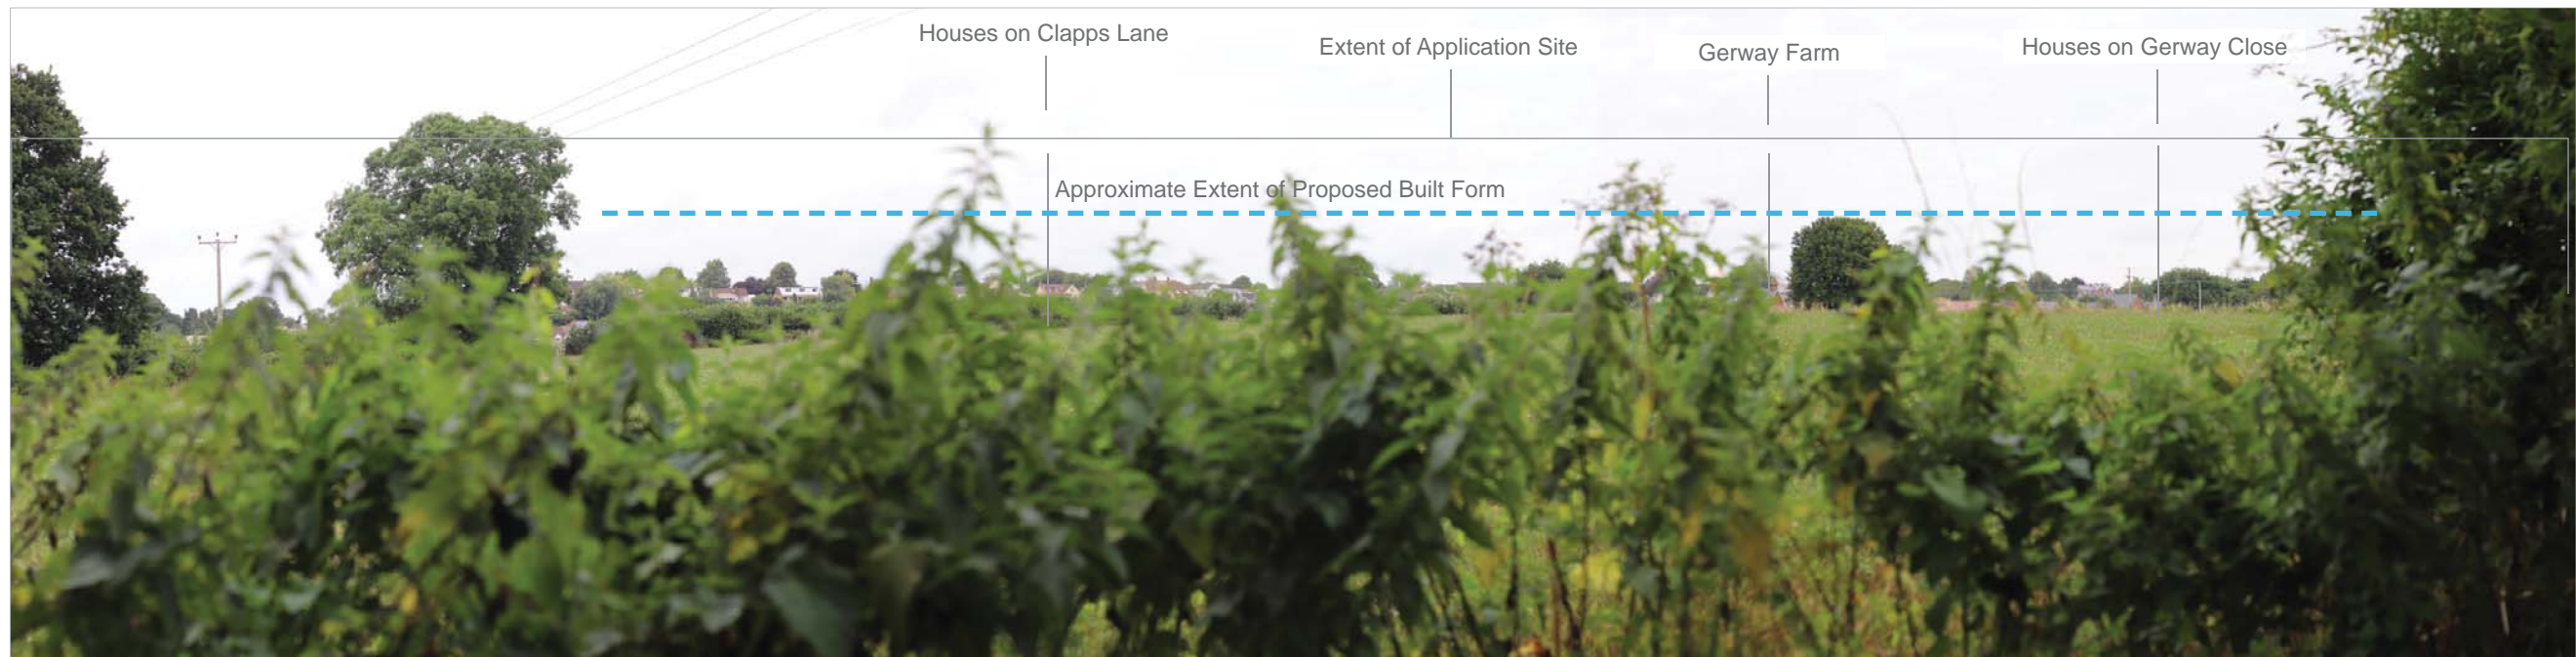 Houses on Clapps Lane
Extent of Application Site
Gerway Farm
Houses on Gerway Close
Approximate Extent of Proposed Built Form